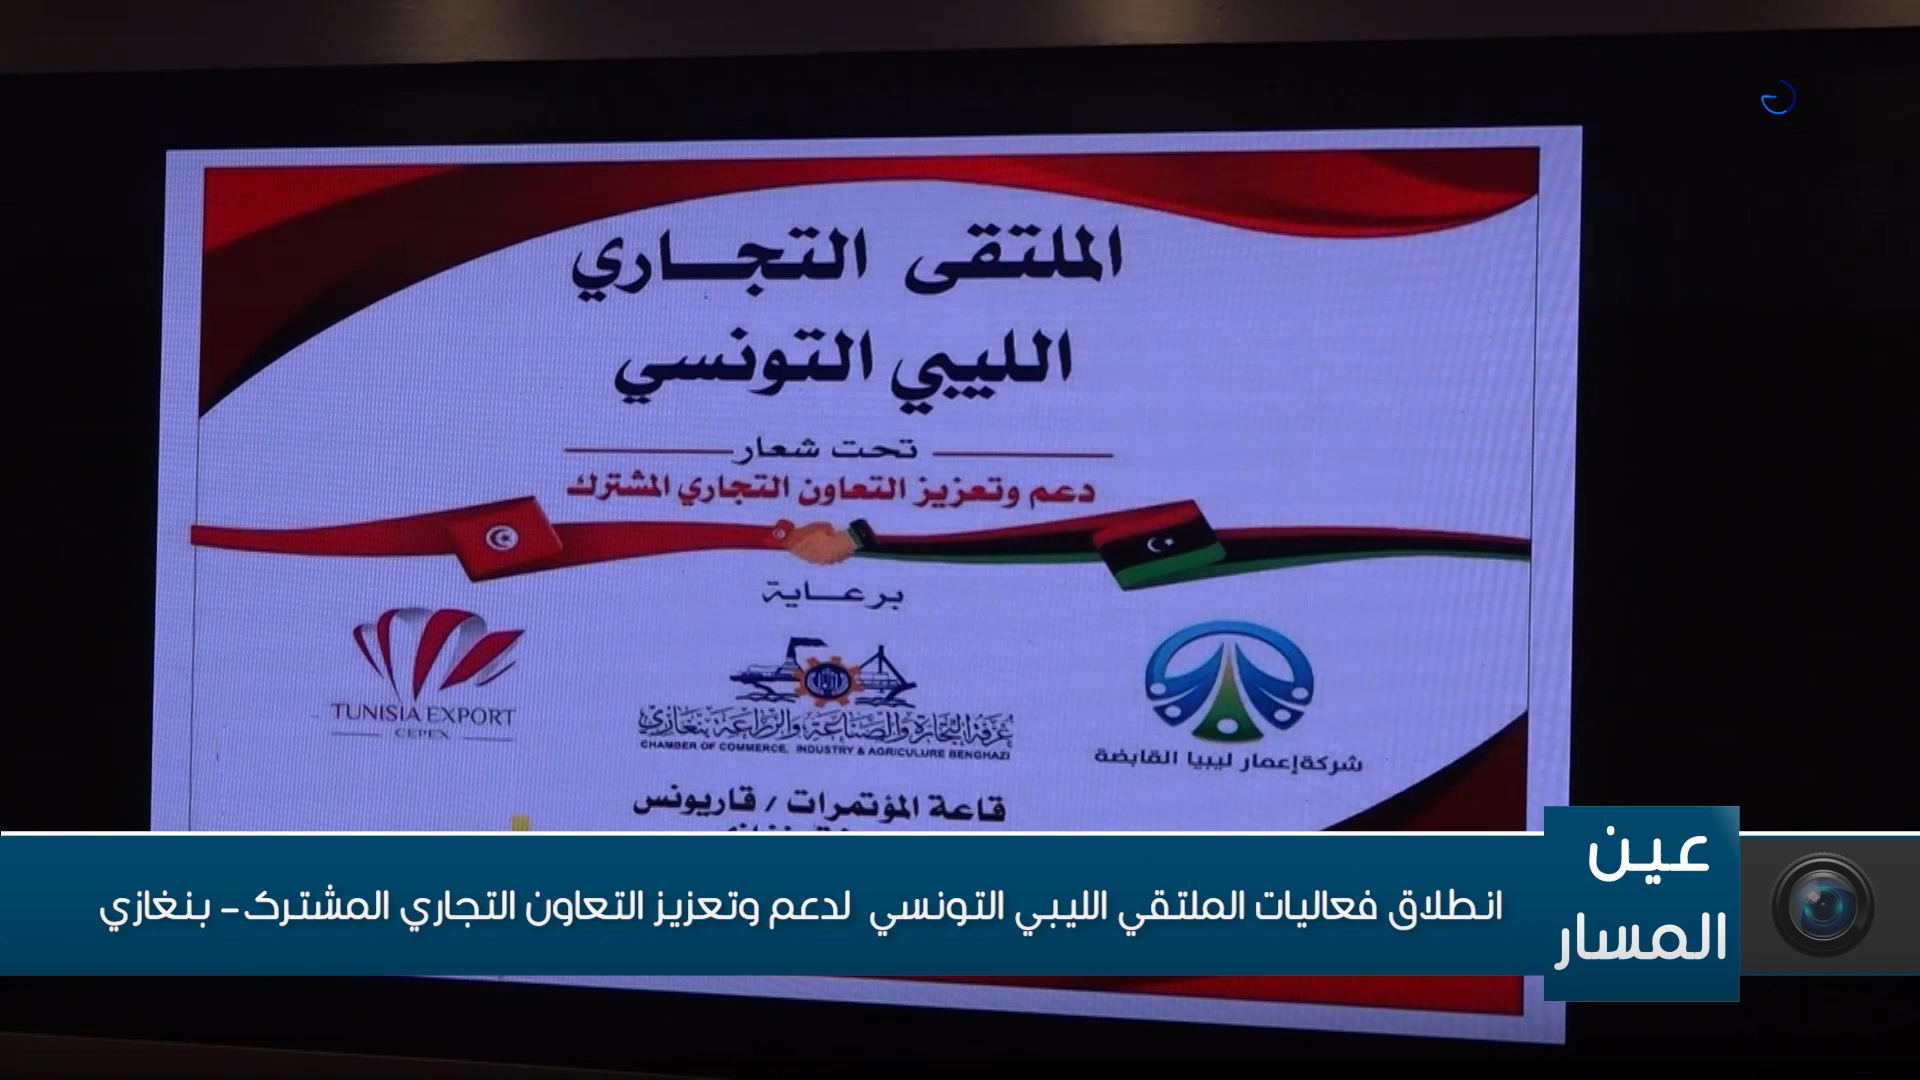 الملتقى التجاري
الليبي التونسي
تحت شعار
دعم وتعزيز التعاون التجاري المشترك
برعاية
TUNISIA EXPORT
CEPEX
غرفة التجارة والصناعة والزراعة بنغازي
CHAMBER OF COMMERCE, INDUSTRY & AGRICULURE BENGHAZI
شركة إعمار ليبيا القابضة
قاعة المؤتمرات / قاريونس
عين
المسار
انطلاق فعاليات الملتقي الليبي التونسي لدعم وتعزيز التعاون التجاري المشترك- بنغازي